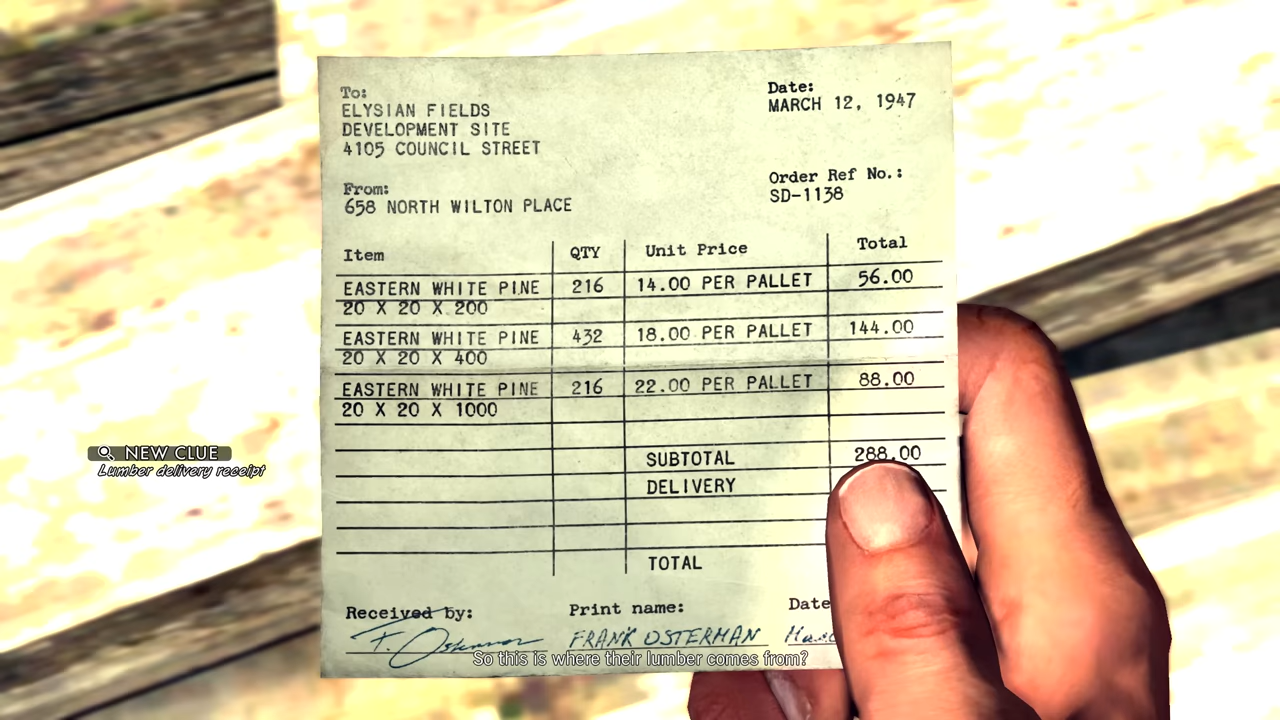 To:
ELYSIAN FIELDS
DEVELOPMENT SITE
4105 COUNCIL STREET
Date:
MARCH 12, 1947
From:
658 NORTH WILTON PLACE
Order Ref No.:
SD-1138
Item QTY Unit Price Total
EASTERN WHITE PINE 216 14.00 PER PALLET 56.00
20 X 20 X 200
EASTERN WHITE PINE 432 18.00 PER PALLET 144.00
20 X 20 X 400
EASTERN WHITE PINE 216 22.00 PER PALLET 88.00
20 X 20 X 1000
SUBTOTAL 288.00
DELIVERY
TOTAL
Received by: Print name: Date
F. Osterman FRANK OSTERMAN
NEW CLUE
Lumber delivery receipt
So this is where their lumber comes from?